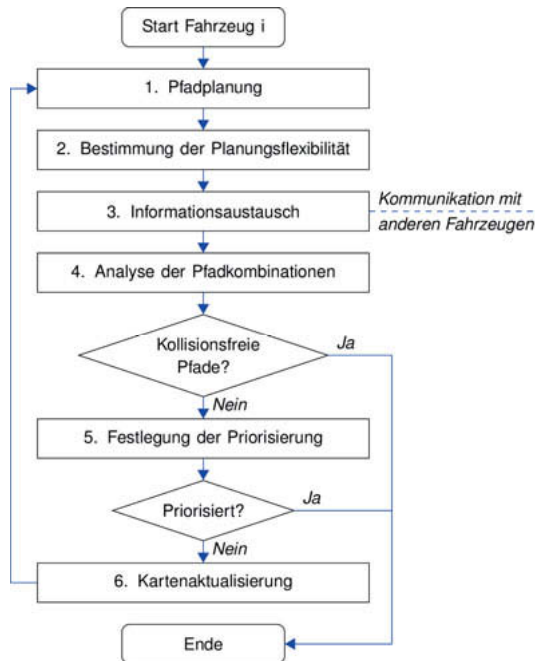 Start Fahrzeug i
1. Pfadplanung
2. Bestimmung der Planungsflexibilität
3. Informationsaustausch
Kommunikation mit
anderen Fahrzeugen
4. Analyse der Pfadkombinationen
Kollisionsfreie
Pfade?
Ja
Nein
5. Festlegung der Priorisierung
Priorisiert?
Ja
Nein
6. Kartenaktualisierung
Ende